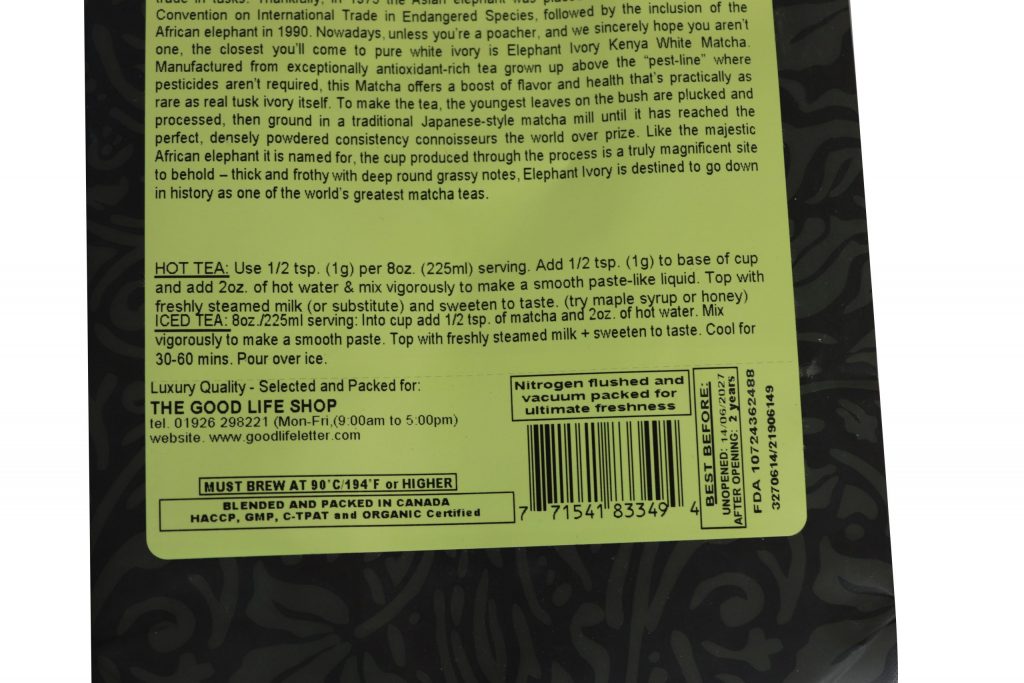 trade in tusks. Thankfully, in 1975 the Asian elephant was placed
Convention on International Trade in Endangered Species, followed by the inclusion of the
African elephant in 1990. Nowadays, unless you're a poacher, and we sincerely hope you aren't
one, the closest you'll come to pure white ivory is Elephant Ivory Kenya White Matcha.
Manufactured from exceptionally antioxidant-rich tea grown up above the "pest-line" where
pesticides aren't required, this Matcha offers a boost of flavor and health that's practically as
rare as real tusk ivory itself. To make the tea, the youngest leaves on the bush are plucked and
processed, then ground in a traditional Japanese-style matcha mill until it has reached the
perfect, densely powdered consistency connoisseurs the world over prize. Like the majestic
African elephant it is named for, the cup produced through the process is a truly magnificent site
to behold – thick and frothy with deep round grassy notes, Elephant Ivory is destined to go down
in history as one of the world's greatest matcha teas.
HOT TEA: Use 1/2 tsp. (1g) per 8oz. (225ml) serving. Add 1/2 tsp. (1g) to base of cup
and add 2oz. of hot water & mix vigorously to make a smooth paste-like liquid. Top with
freshly steamed milk (or substitute) and sweeten to taste. (try maple syrup or honey)
ICED TEA: 8oz./225ml serving: Into cup add 1/2 tsp. of matcha and 2oz. of hot water. Mix
vigorously to make a smooth paste. Top with freshly steamed milk + sweeten to taste. Cool for
30-60 mins. Pour over ice.
Luxury Quality - Selected and Packed for:
THE GOOD LIFE SHOP
tel. 01926 298221 (Mon-Fri,(9:00am to 5:00pm)
website. www.goodlifeletter.com
MUST BREW AT 90°C/194°F or HIGHER
BLENDED AND PACKED IN CANADA
HACCP, GMP, C-TPAT and ORGANIC Certified
Nitrogen flushed and
vacuum packed for
ultimate freshness
7 71541 83349 4
BEST BEFORE:
UNOPENED: 14/06/2027
AFTER OPENING: 2 years
FDA 10724362488
3270614/21906149